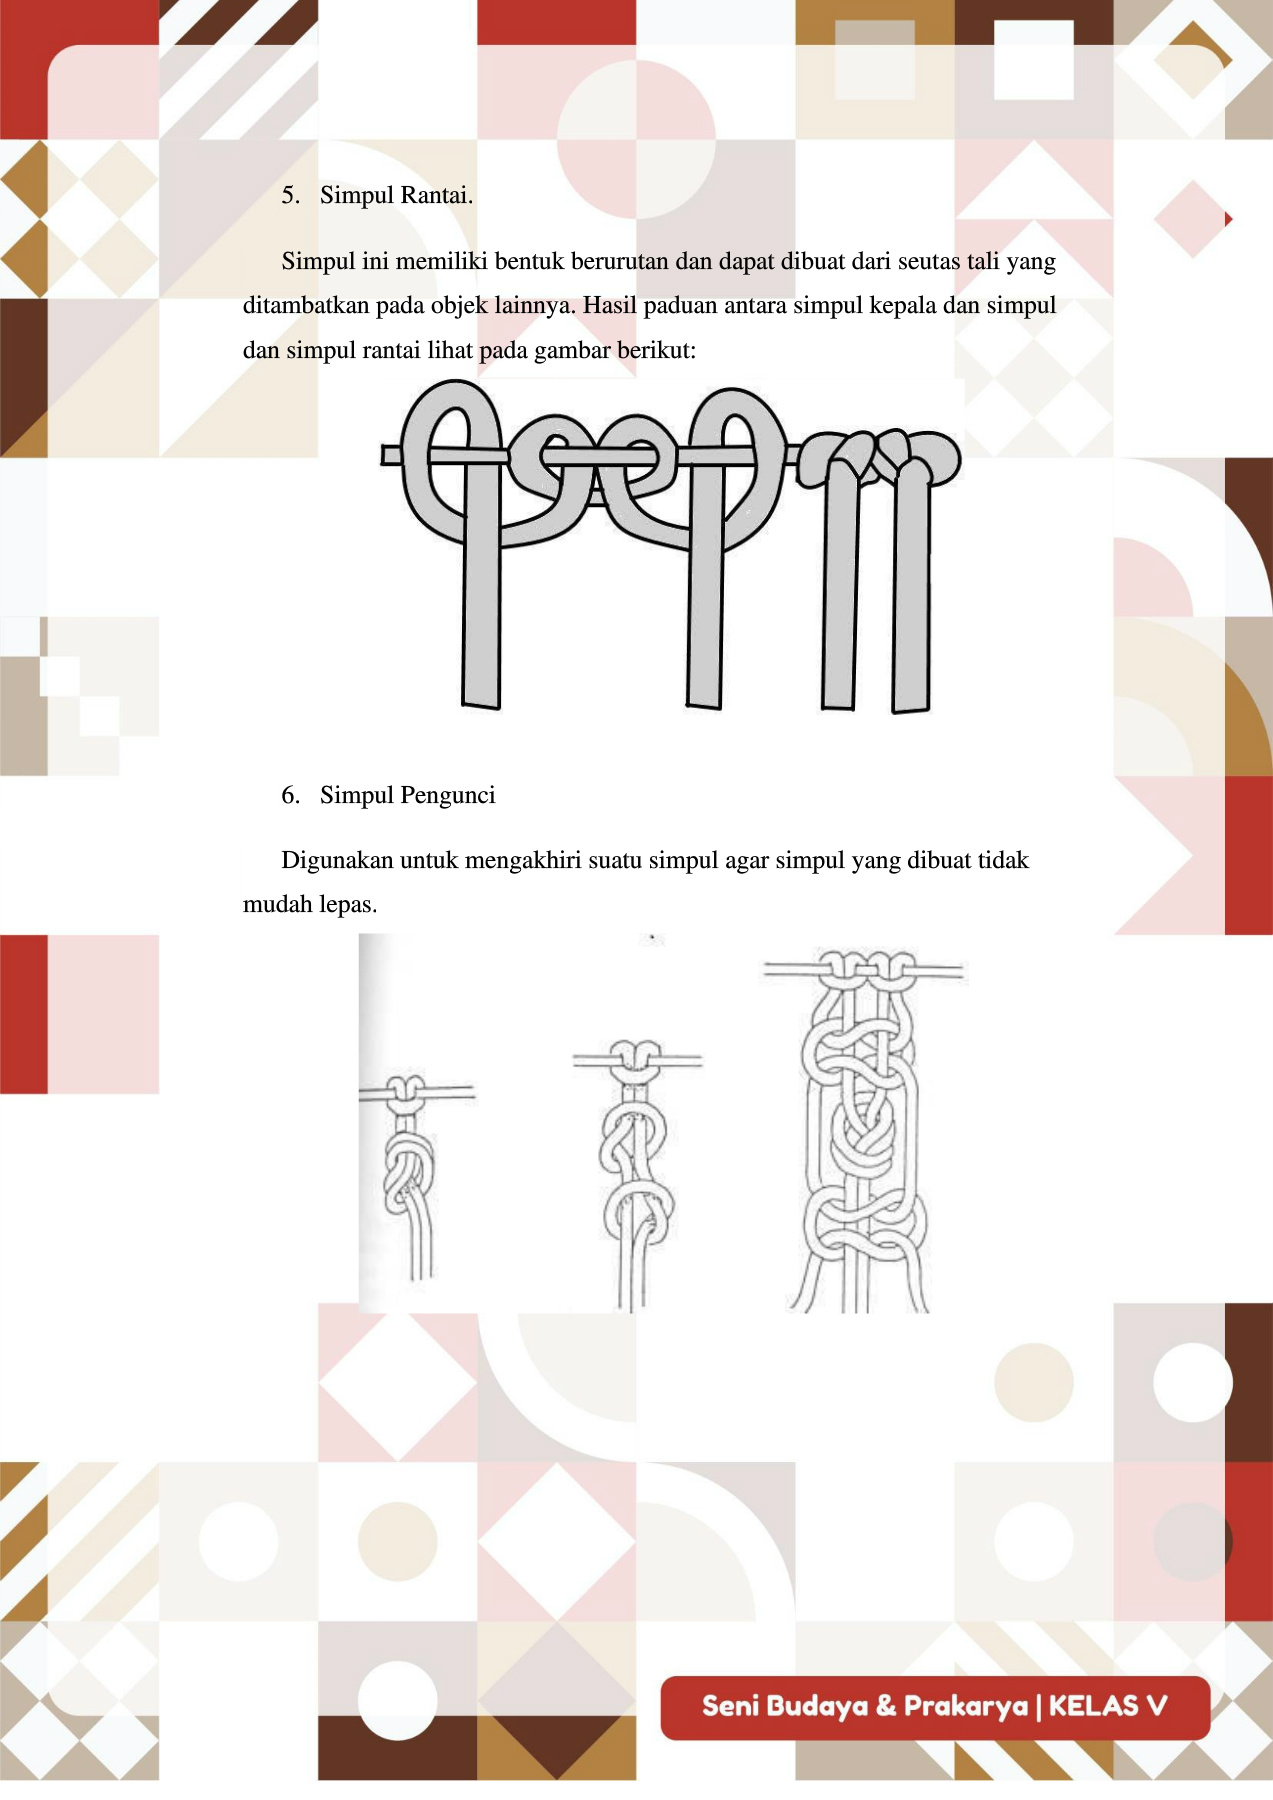 5. Simpul Rantai.
Simpul ini memiliki bentuk berurutan dan dapat dibuat dari seutas tali yang
ditambatkan pada objek lainnya. Hasil paduan antara simpul kepala dan simpul
dan simpul rantai lihat pada gambar berikut:
6. Simpul Pengunci
Digunakan untuk mengakhiri suatu simpul agar simpul yang dibuat tidak
mudah lepas.
Seni Budaya & Prakarya | KELAS V